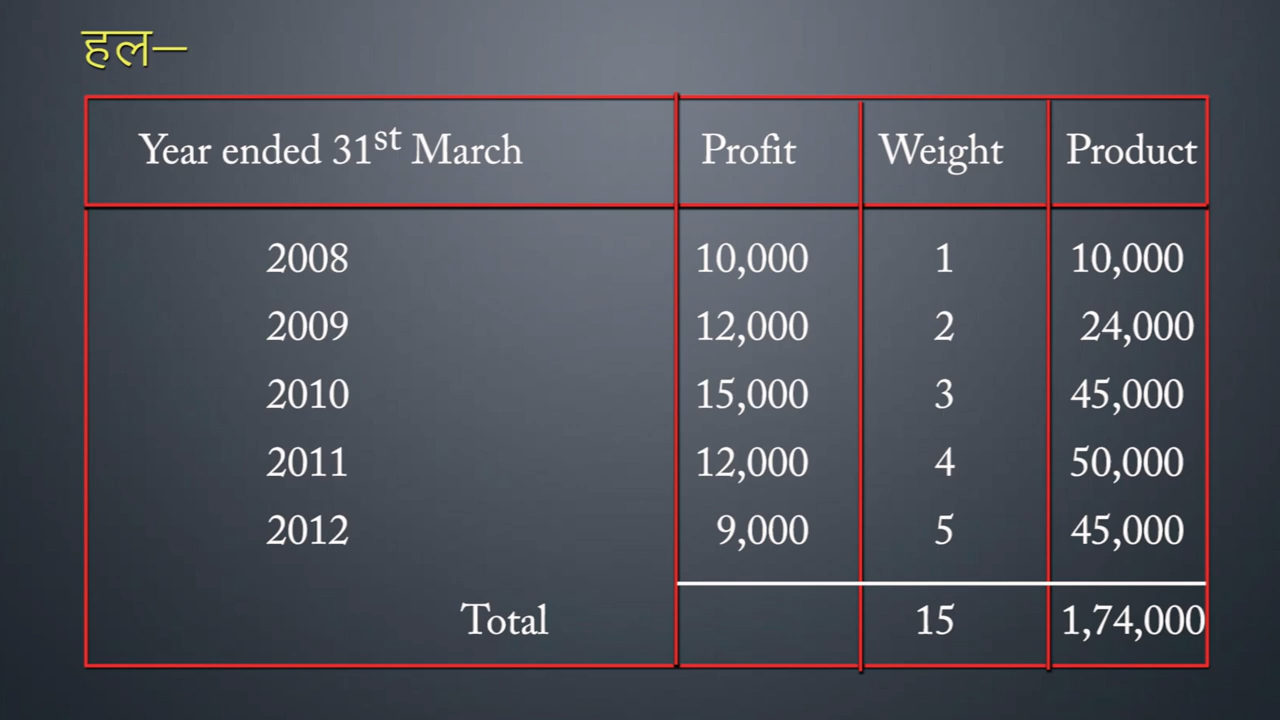 हल—
Year ended 31st March Profit Weight Product
2008 10,000 1 10,000
2009 12,000 2 24,000
2010 15,000 3 45,000
2011 12,000 4 50,000
2012 9,000 5 45,000
Total 15 1,74,000